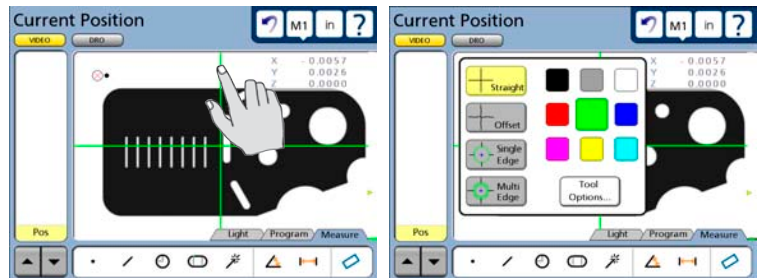 Current Position
M1 in ?
VIDEO DRO
X - 0.0057
Y 0.0026
Z 0.0000
Pos
Light Program Measure
Current Position
M1 in ?
VIDEO DRO
X - 0.0057
Y 0.0026
Z 0.0000
Straight
Offset
Single
Edge
Multi
Edge
Tool
Options...
Pos
Light Program Measure